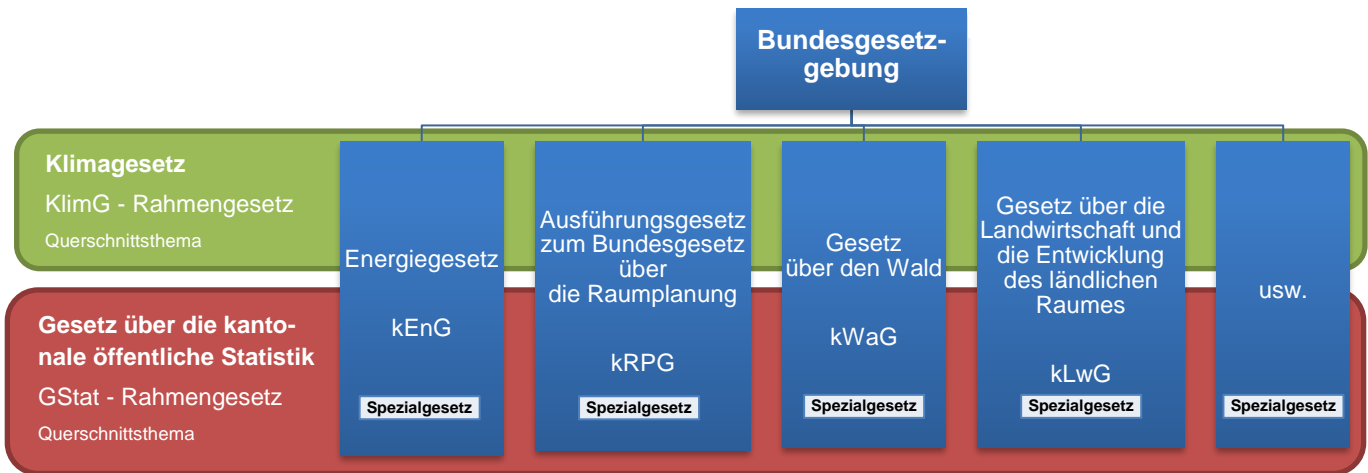 Bundesgesetz-
gebung
Klimagesetz
KlimG - Rahmengesetz
Querschnittsthema
Gesetz über die kanto-
nale öffentliche Statistik
GStat - Rahmengesetz
Querschnittsthema
Energiegesetz
kEnG
Spezialgesetz
Ausführungsgesetz
zum Bundesgesetz
über
die Raumplanung
kRPG
Spezialgesetz
Gesetz
über den Wald
kWaG
Spezialgesetz
Gesetz über die
Landwirtschaft und
die Entwicklung
des ländlichen
Raumes
kLwG
Spezialgesetz
usw.
Spezialgesetz